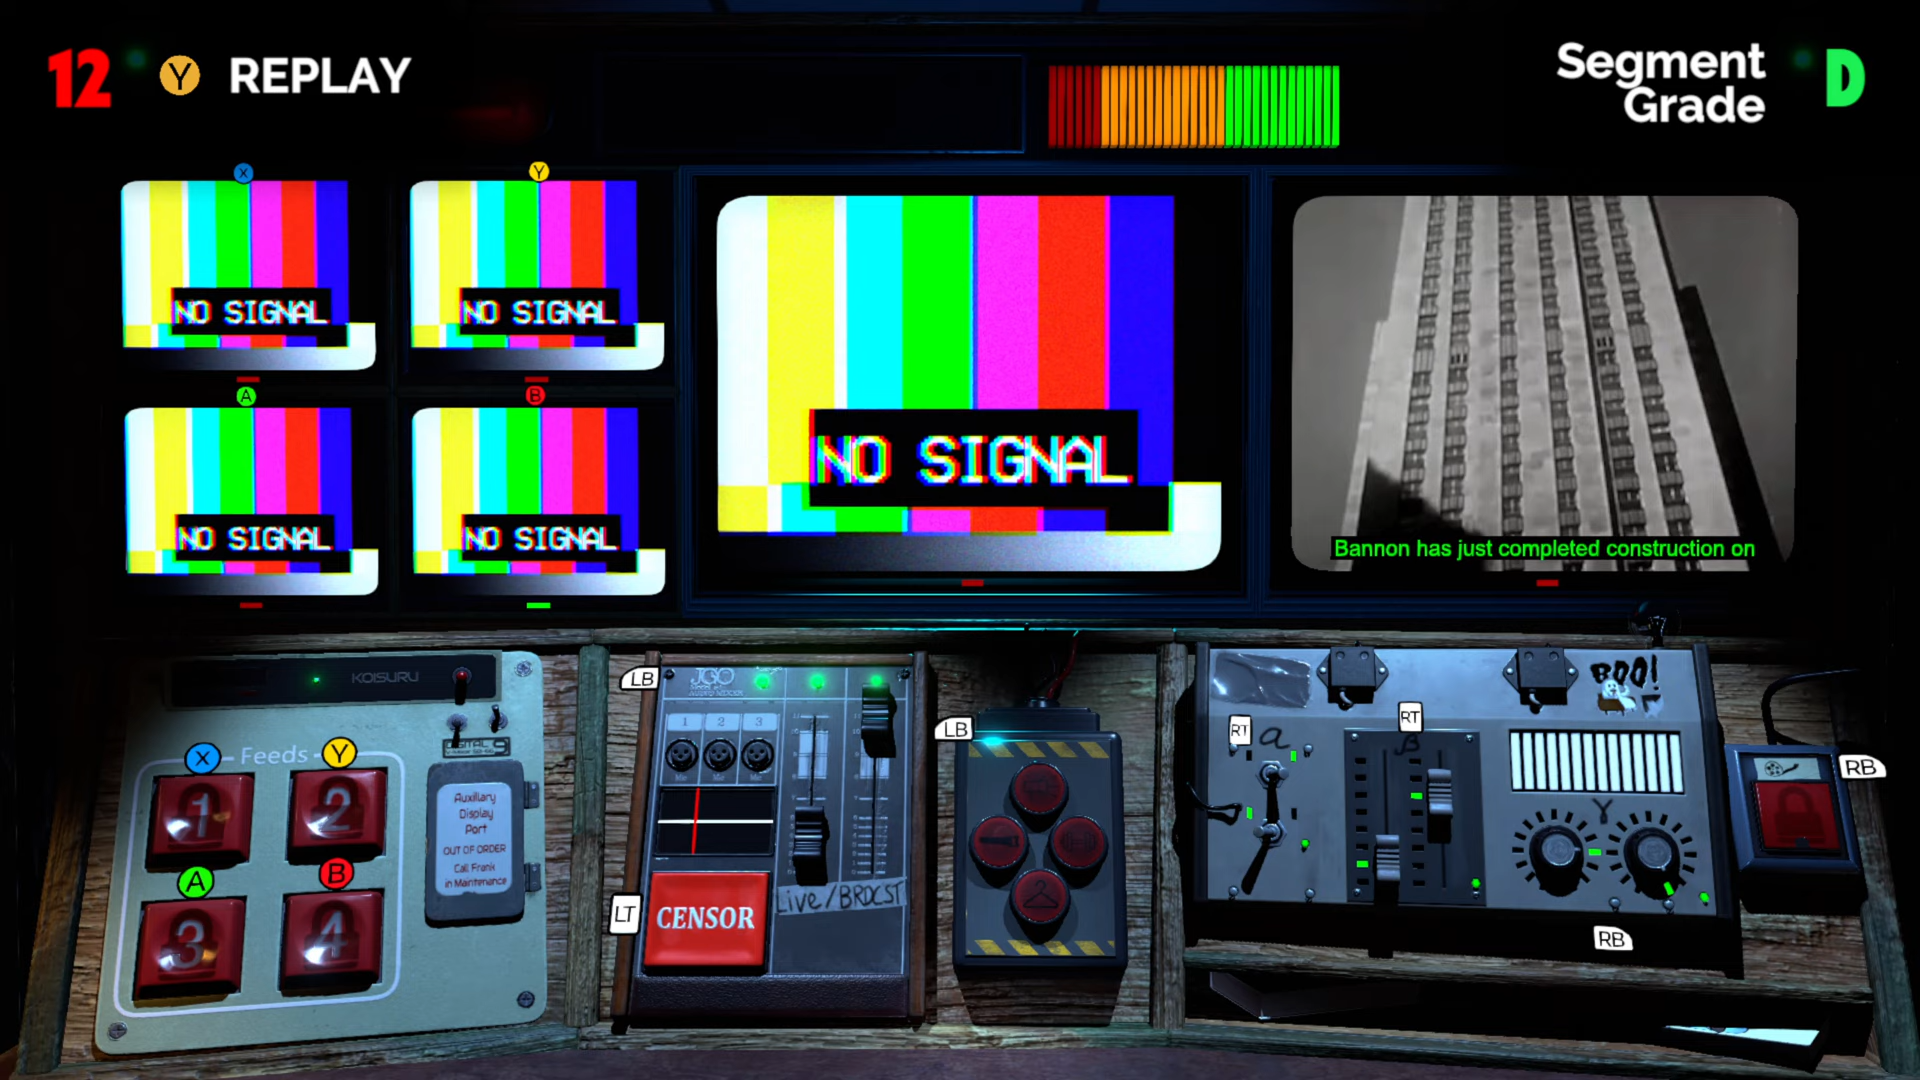 12
Y REPLAY
Segment
Grade
D
X
Y
NO SIGNAL
NO SIGNAL
A
B
NO SIGNAL
NO SIGNAL
NO SIGNAL
Bannon has just completed construction on
KOISURU
X
Feeds
Y
1
2
A
B
3
4
Auxillary
Display
Port
OUT OF ORDER
Call Frank
in Maintenance
LB
JGO
1 2 3
LT
CENSOR
Live/BRDCST
LB
BOO!
RT
a
RT
β
γ
RB
RB